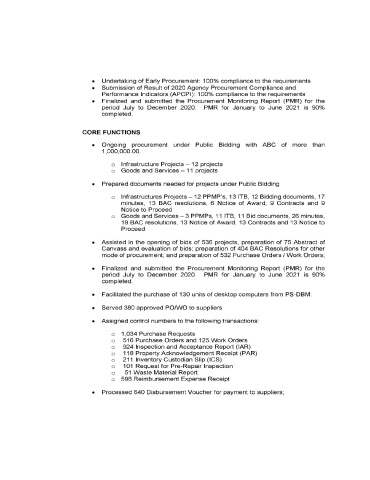 • Undertaking of Early Procurement: 100% compliance to the requirements
• Submission of Result of 2020 Agency Procurement Compliance and
Performance Indicators (APCPI): 100% compliance to the requirements
• Finalized and submitted the Procurement Monitoring Report (PMR) for the
period July to December 2020. PMR for January to June 2021 is 90%
completed.
CORE FUNCTIONS
• Ongoing procurement under Public Bidding with ABC of more than
1,000,000.00.
o Infrastructure Projects – 12 projects
o Goods and Services – 11 projects
• Prepared documents needed for projects under Public Bidding
o Infrastructures Projects – 12 PPMP's, 13 ITB, 12 Bidding documents, 17
minutes, 13 BAC resolutions, 6 Notice of Award, 9 Contracts and 9
Notice to Proceed
o Goods and Services – 3 PPMPs, 11 ITB, 11 Bid documents, 26 minutes,
19 BAC resolutions, 13 Notice of Award, 13 Contracts and 13 Notice to
Proceed
• Assisted in the opening of bids of 536 projects, preparation of 75 Abstract of
Canvass and evaluation of bids; preparation of 404 BAC Resolutions for other
mode of procurement; and preparation of 532 Purchase Orders / Work Orders;
• Finalized and submitted the Procurement Monitoring Report (PMR) for the
period July to December 2020. PMR for January to June 2021 is 90%
completed.
• Facilitated the purchase of 130 units of desktop computers from PS-DBM.
• Served 380 approved PO/WO to suppliers
• Assigned control numbers to the following transactions:
o 1,034 Purchase Requests
o 516 Purchase Orders and 125 Work Orders
o 924 Inspection and Acceptance Report (IAR)
o 118 Property Acknowledgement Receipt (PAR)
o 211 Inventory Custodian Slip (ICS)
o 101 Request for Pre-Repair Inspection
o 51 Waste Material Report
o 598 Reimbursement Expense Receipt
• Processed 640 Disbursement Voucher for payment to suppliers;